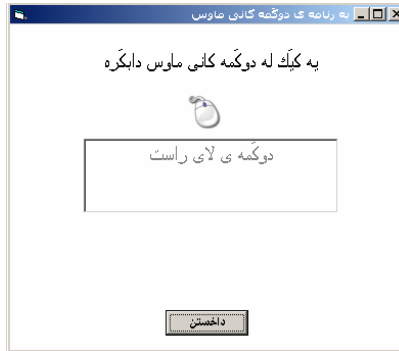 به رنامه ی دوگمه کانی ماوس
یه کێك له دوگمه کانی ماوس دابگره
دوگمه ی لای راست
داخستن